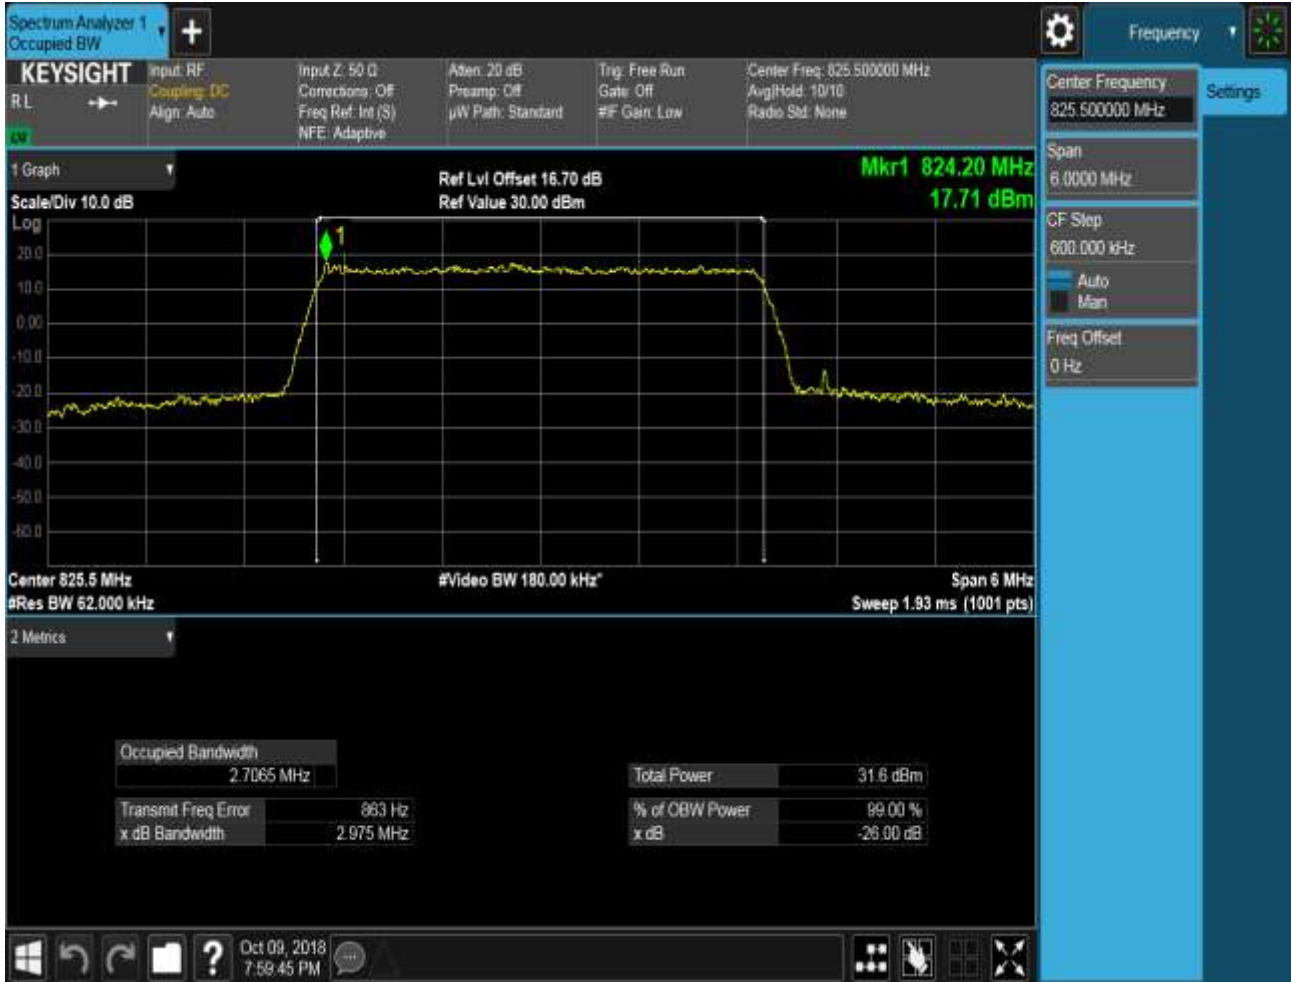 Spectrum Analyzer 1
Occupied BW
Frequency
KEYSIGHT
R L
Input: RF
Coupling: DC
Align: Auto
Input Z: 50 Ω
Corrections: Off
Freq Ref: Int (S)
NFE: Adaptive
Atten: 20 dB
Preamp: Off
µW Path: Standard
Trig: Free Run
Gate: Off
#IF Gain: Low
Center Freq: 825.500000 MHz
Avg|Hold: 10/10
Radio Std: None
Center Frequency
825.500000 MHz
Settings
Span
6.0000 MHz
CF Step
600.000 kHz
Auto
Man
Freq Offset
0 Hz
1 Graph
Scale/Div 10.0 dB
Ref Lvl Offset 16.70 dB
Ref Value 30.00 dBm
Mkr1 824.20 MHz
17.71 dBm
Log
1
20.0
10.0
0.00
-10.0
-20.0
-30.0
-40.0
-50.0
-60.0
Center 825.5 MHz
#Video BW 180.00 kHz*
Span 6 MHz
#Res BW 62.000 kHz
Sweep 1.93 ms (1001 pts)
2 Metrics
Occupied Bandwidth
2.7065 MHz
Total Power 31.6 dBm
Transmit Freq Error 863 Hz
% of OBW Power 99.00 %
x dB Bandwidth 2.975 MHz
x dB -26.00 dB
?
Oct 09, 2018
7:59:45 PM